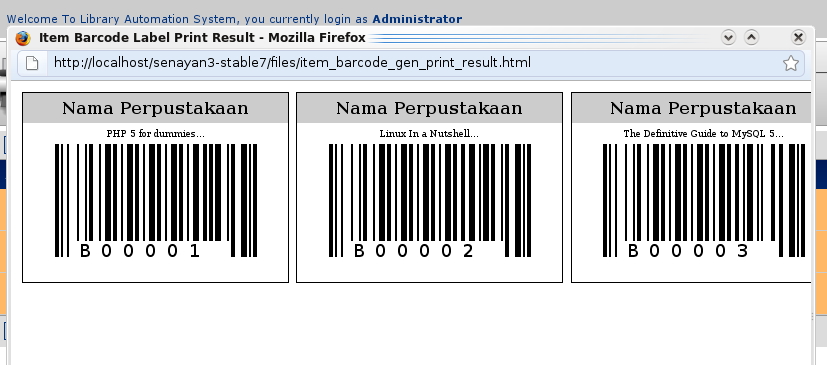 Welcome To Library Automation System, you currently login as Administrator
Item Barcode Label Print Result - Mozilla Firefox
http://localhost/senayan3-stable7/files/item_barcode_gen_print_result.html
Nama Perpustakaan
PHP 5 for dummies...
B00001
Nama Perpustakaan
Linux In a Nutshell...
B00002
Nama Perpustakaan
The Definitive Guide to MySQL 5...
B00003